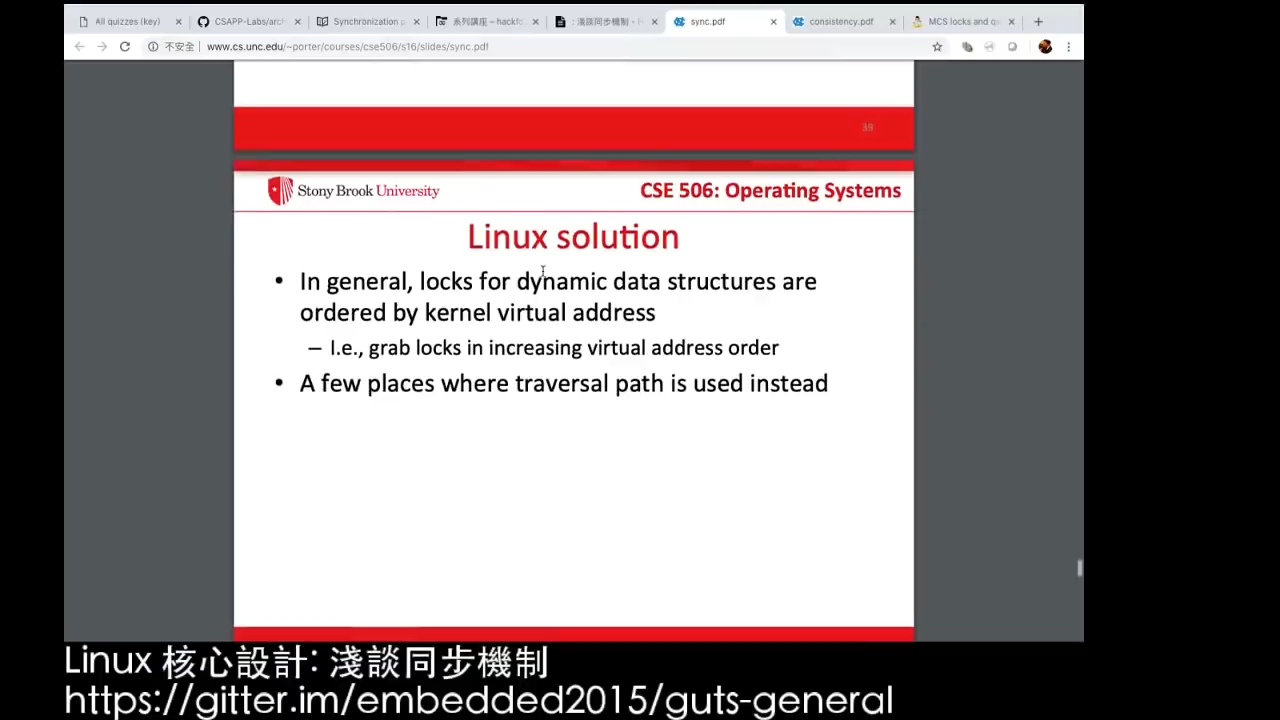 All quizzes (key)
CSAPP-Labs/arc
Synchronization
系列講座 – hackf
淺談同步機制 -
sync.pdf
consistency.pdf
MCS locks and q
不安全 | www.cs.unc.edu/~porter/courses/cse506/s16/slides/sync.pdf
39
Stony Brook University
CSE 506: Operating Systems
Linux solution
• In general, locks for dynamic data structures are
ordered by kernel virtual address
– I.e., grab locks in increasing virtual address order
• A few places where traversal path is used instead
Linux 核心設計: 淺談同步機制
https://gitter.im/embedded2015/guts-general